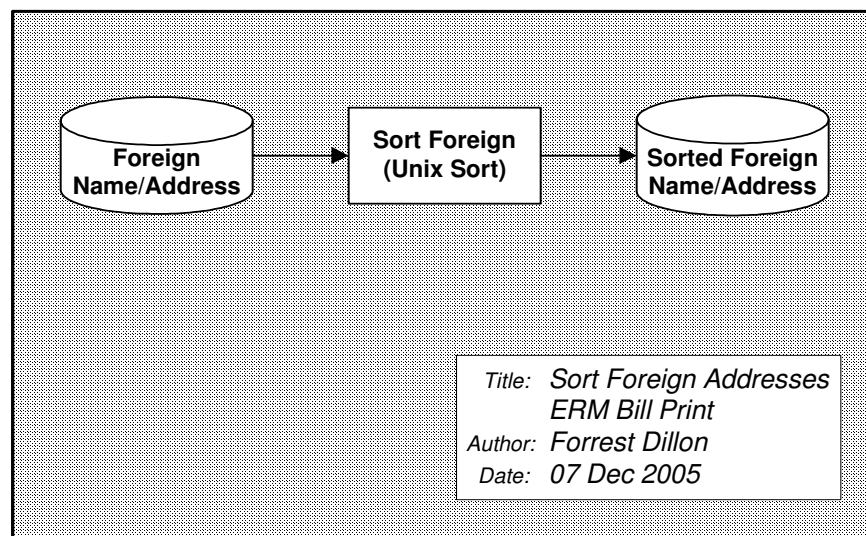 Foreign
Name/Address
Sort Foreign
(Unix Sort)
Sorted Foreign
Name/Address
Title: Sort Foreign Addresses
ERM Bill Print
Author: Forrest Dillon
Date: 07 Dec 2005